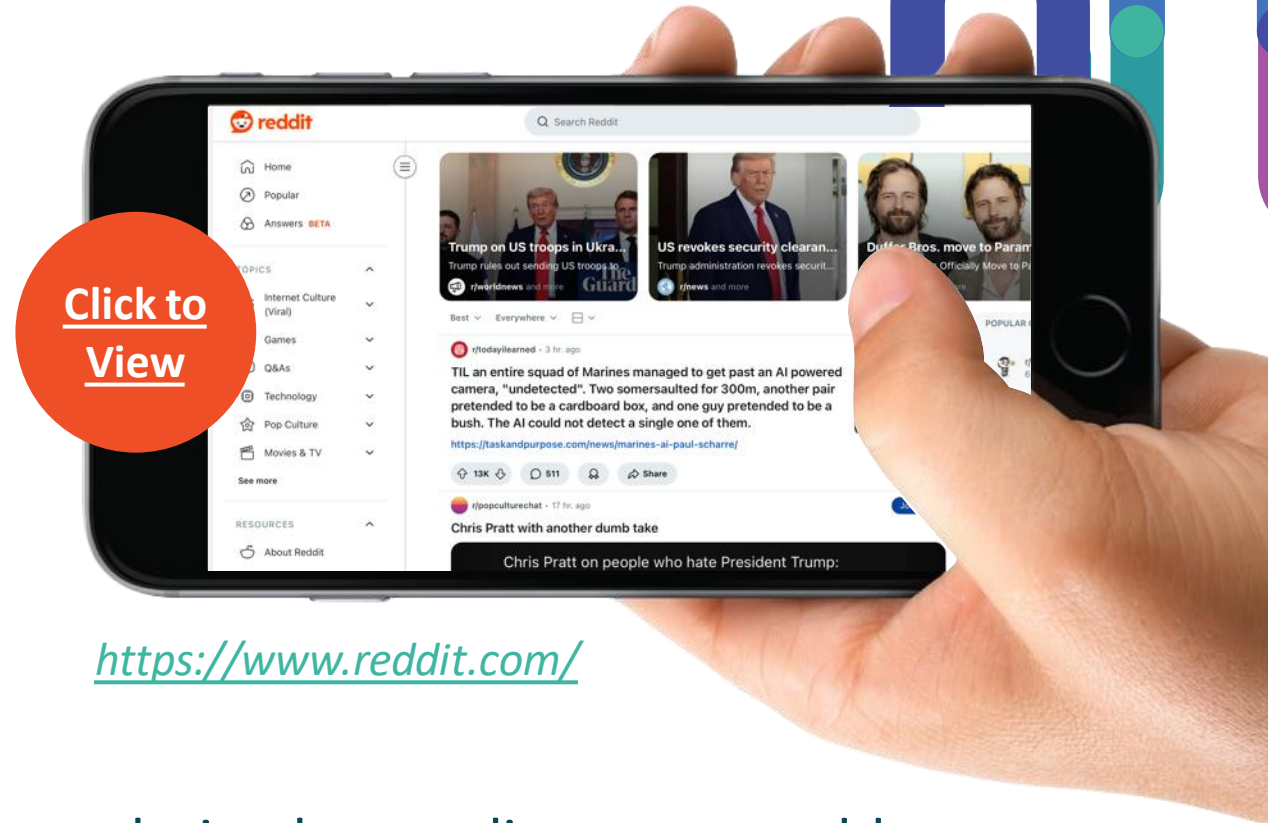 reddit
Search Reddit
Home
Popular
Answers BETA
TOPICS
Internet Culture
(Viral)
Games
Q&As
Technology
Pop Culture
Movies & TV
See more
RESOURCES
About Reddit
Trump on US troops in Ukra...
Trump rules out sending US troops to
r/worldnews and more
The
Guard
US revokes security clearan...
Trump administration revokes securit...
r/news and more
Duffer Bros. move to Param
Officially Move to Pa
Best Everywhere
POPULAR
r/todayilearned • 3 hr. ago
TIL an entire squad of Marines managed to get past an AI powered
camera, "undetected". Two somersaulted for 300m, another pair
pretended to be a cardboard box, and one guy pretended to be a
bush. The AI could not detect a single one of them.
https://taskandpurpose.com/news/marines-ai-paul-scharre/
13K 511 Share
r/popculturechat • 17 hr. ago
Chris Pratt with another dumb take
Chris Pratt on people who hate President Trump:
Click to
View
https://www.reddit.com/